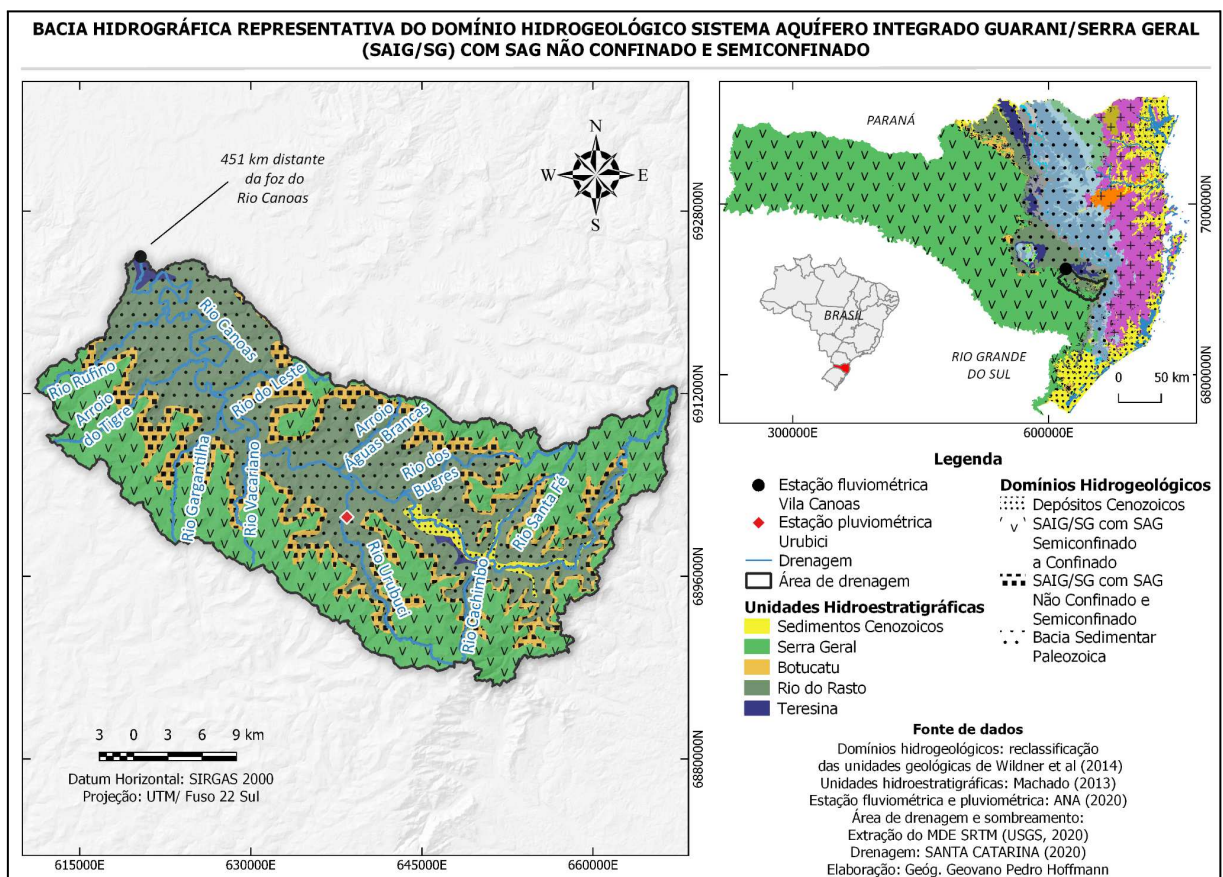 BACIA HIDROGRÁFICA REPRESENTATIVA DO DOMÍNIO HIDROGEOLÓGICO SISTEMA AQUÍFERO INTEGRADO GUARANI/SERRA GERAL
(SAIG/SG) COM SAG NÃO CONFINADO E SEMICONFINADO
451 km distante
da foz do
Rio Canoas
N
W
E
S
Rio Canoas
Rio Rufino
Arroio
do Tigre
Rio do Leste
Arroio
Águas Brancas
Rio dos
Bugres
Rio Santa Fé
Rio Gargantilha
Rio Vacariano
Rio Urubuci
Rio Cachimbo
3 0 3 6 9 km
Datum Horizontal: SIRGAS 2000
Projeção: UTM/ Fuso 22 Sul
615000E
630000E
645000E
660000E
6928000N
6912000N
6896000N
6880000N
PARANÁ
BRASIL
RIO GRANDE
DO SUL
0 50 km
300000E
600000E
7000000N
6800000N
Legenda
Estação fluviométrica
Vila Canoas
Estação pluviométrica
Urubici
Drenagem
Área de drenagem
Unidades Hidroestratigráficas
Sedimentos Cenozoicos
Serra Geral
Botucatu
Rio do Rasto
Teresina
Domínios Hidrogeológicos
Depósitos Cenozoicos
SAIG/SG com SAG
Semiconfinado
a Confinado
SAIG/SG com SAG
Não Confinado e
Semiconfinado
Bacia Sedimentar
Paleozoica
Fonte de dados
Domínios hidrogeológicos: reclassificação
das unidades geológicas de Wildner et al (2014)
Unidades hidroestratigráficas: Machado (2013)
Estação fluviométrica e pluviométrica: ANA (2020)
Área de drenagem e sombreamento:
Extração do MDE SRTM (USGS, 2020)
Drenagem: SANTA CATARINA (2020)
Elaboração: Geóg. Geovano Pedro Hoffmann